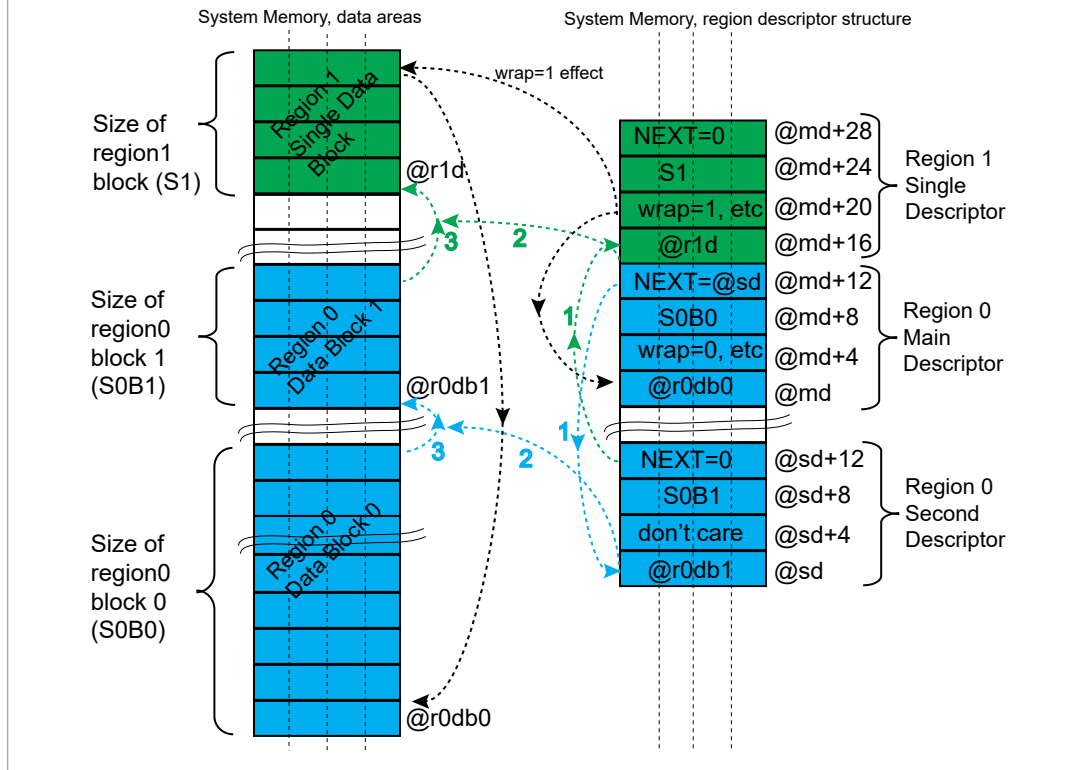 System Memory, data areas
System Memory, region descriptor structure
wrap=1 effect
Size of
region1
block (S1)
Region 1
Single Data
Block
@r1d
3
2
Size of
region0
block 1
(S0B1)
Region 0
Data Block 1
@r0db1
3
2
Size of
region0
block 0
(S0B0)
Region 0
Data Block 0
@r0db0
1
1
NEXT=0 @md+28
S1 @md+24
wrap=1, etc @md+20
@r1d @md+16
Region 1
Single
Descriptor
NEXT=@sd @md+12
S0B0 @md+8
wrap=0, etc @md+4
@r0db0 @md
Region 0
Main
Descriptor
NEXT=0 @sd+12
S0B1 @sd+8
don't care @sd+4
@r0db1 @sd
Region 0
Second
Descriptor